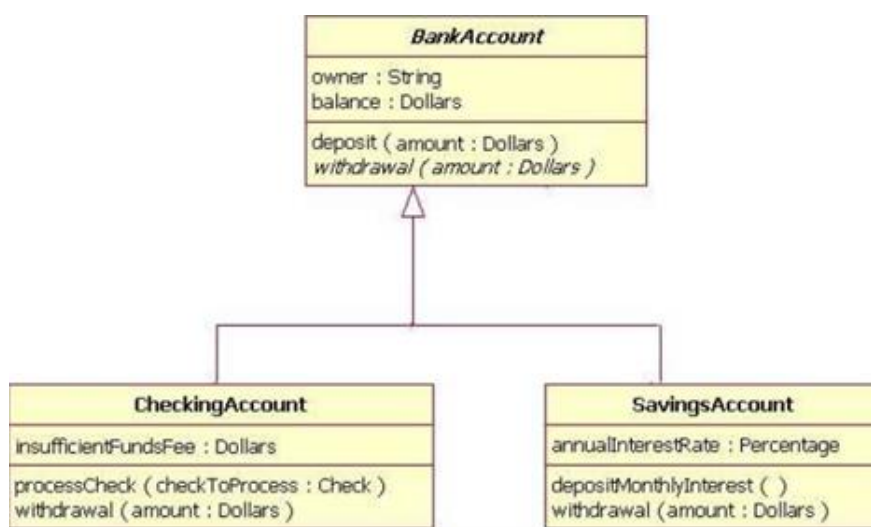 BankAccount
owner : String
balance : Dollars
deposit ( amount : Dollars )
withdrawal ( amount : Dollars )
CheckingAccount
insufficientFundsFee : Dollars
processCheck ( checkToProcess : Check )
withdrawal ( amount : Dollars )
SavingsAccount
annualInterestRate : Percentage
depositMonthlyInterest ( )
withdrawal ( amount : Dollars )